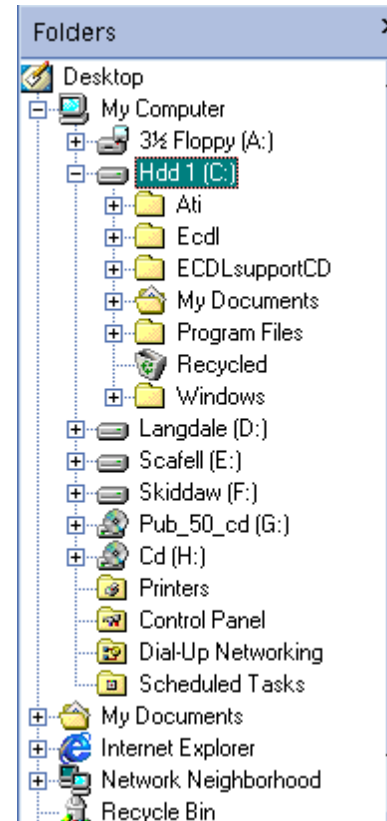 Folders
Desktop
My Computer
3½ Floppy (A:)
Hdd 1 (C:)
Ati
Ecdl
ECDLsupportCD
My Documents
Program Files
Recycled
Windows
Langdale (D:)
Scafell (E:)
Skiddaw (F:)
Pub_50_cd (G:)
Cd (H:)
Printers
Control Panel
Dial-Up Networking
Scheduled Tasks
My Documents
Internet Explorer
Network Neighborhood
Recycle Bin